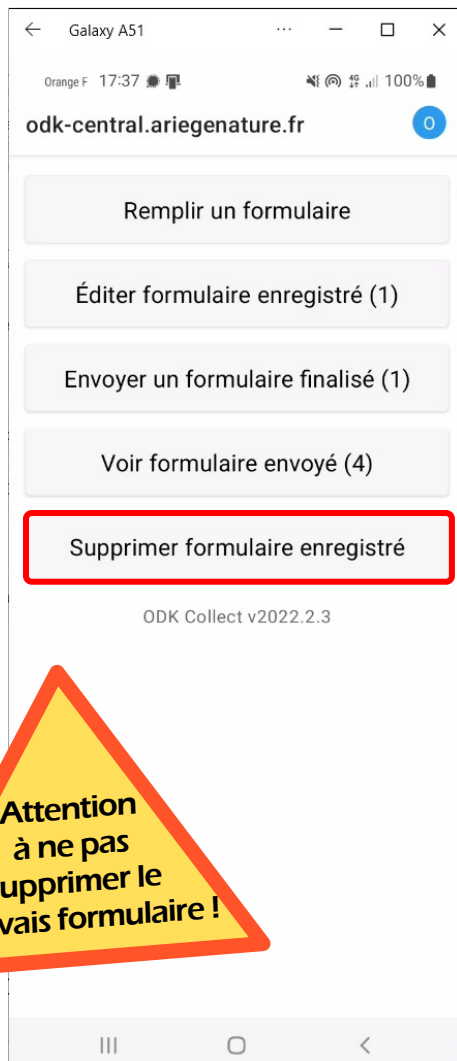 Galaxy A51
Orange F 17:37 4G 100%
odk-central.ariegenature.fr O
Remplir un formulaire
Éditer formulaire enregistré (1)
Envoyer un formulaire finalisé (1)
Voir formulaire envoyé (4)
Supprimer formulaire enregistré
ODK Collect v2022.2.3
Attention
à ne pas
upprimer le
vais formulaire !